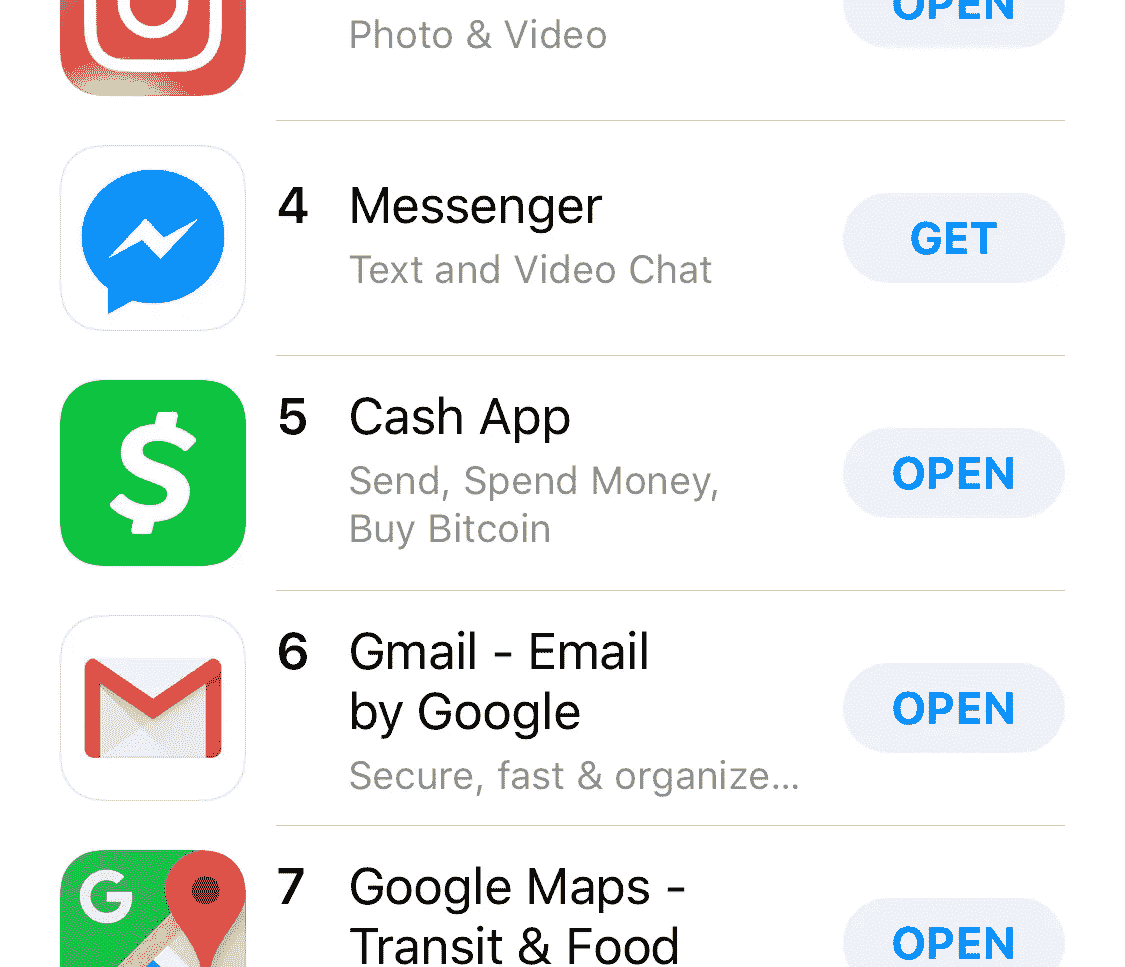 OPEN
Photo & Video
4 Messenger
GET
Text and Video Chat
5 Cash App
OPEN
Send, Spend Money,
Buy Bitcoin
$
6 Gmail - Email
by Google
OPEN
Secure, fast & organize...
G
7 Google Maps -
Transit & Food
OPEN